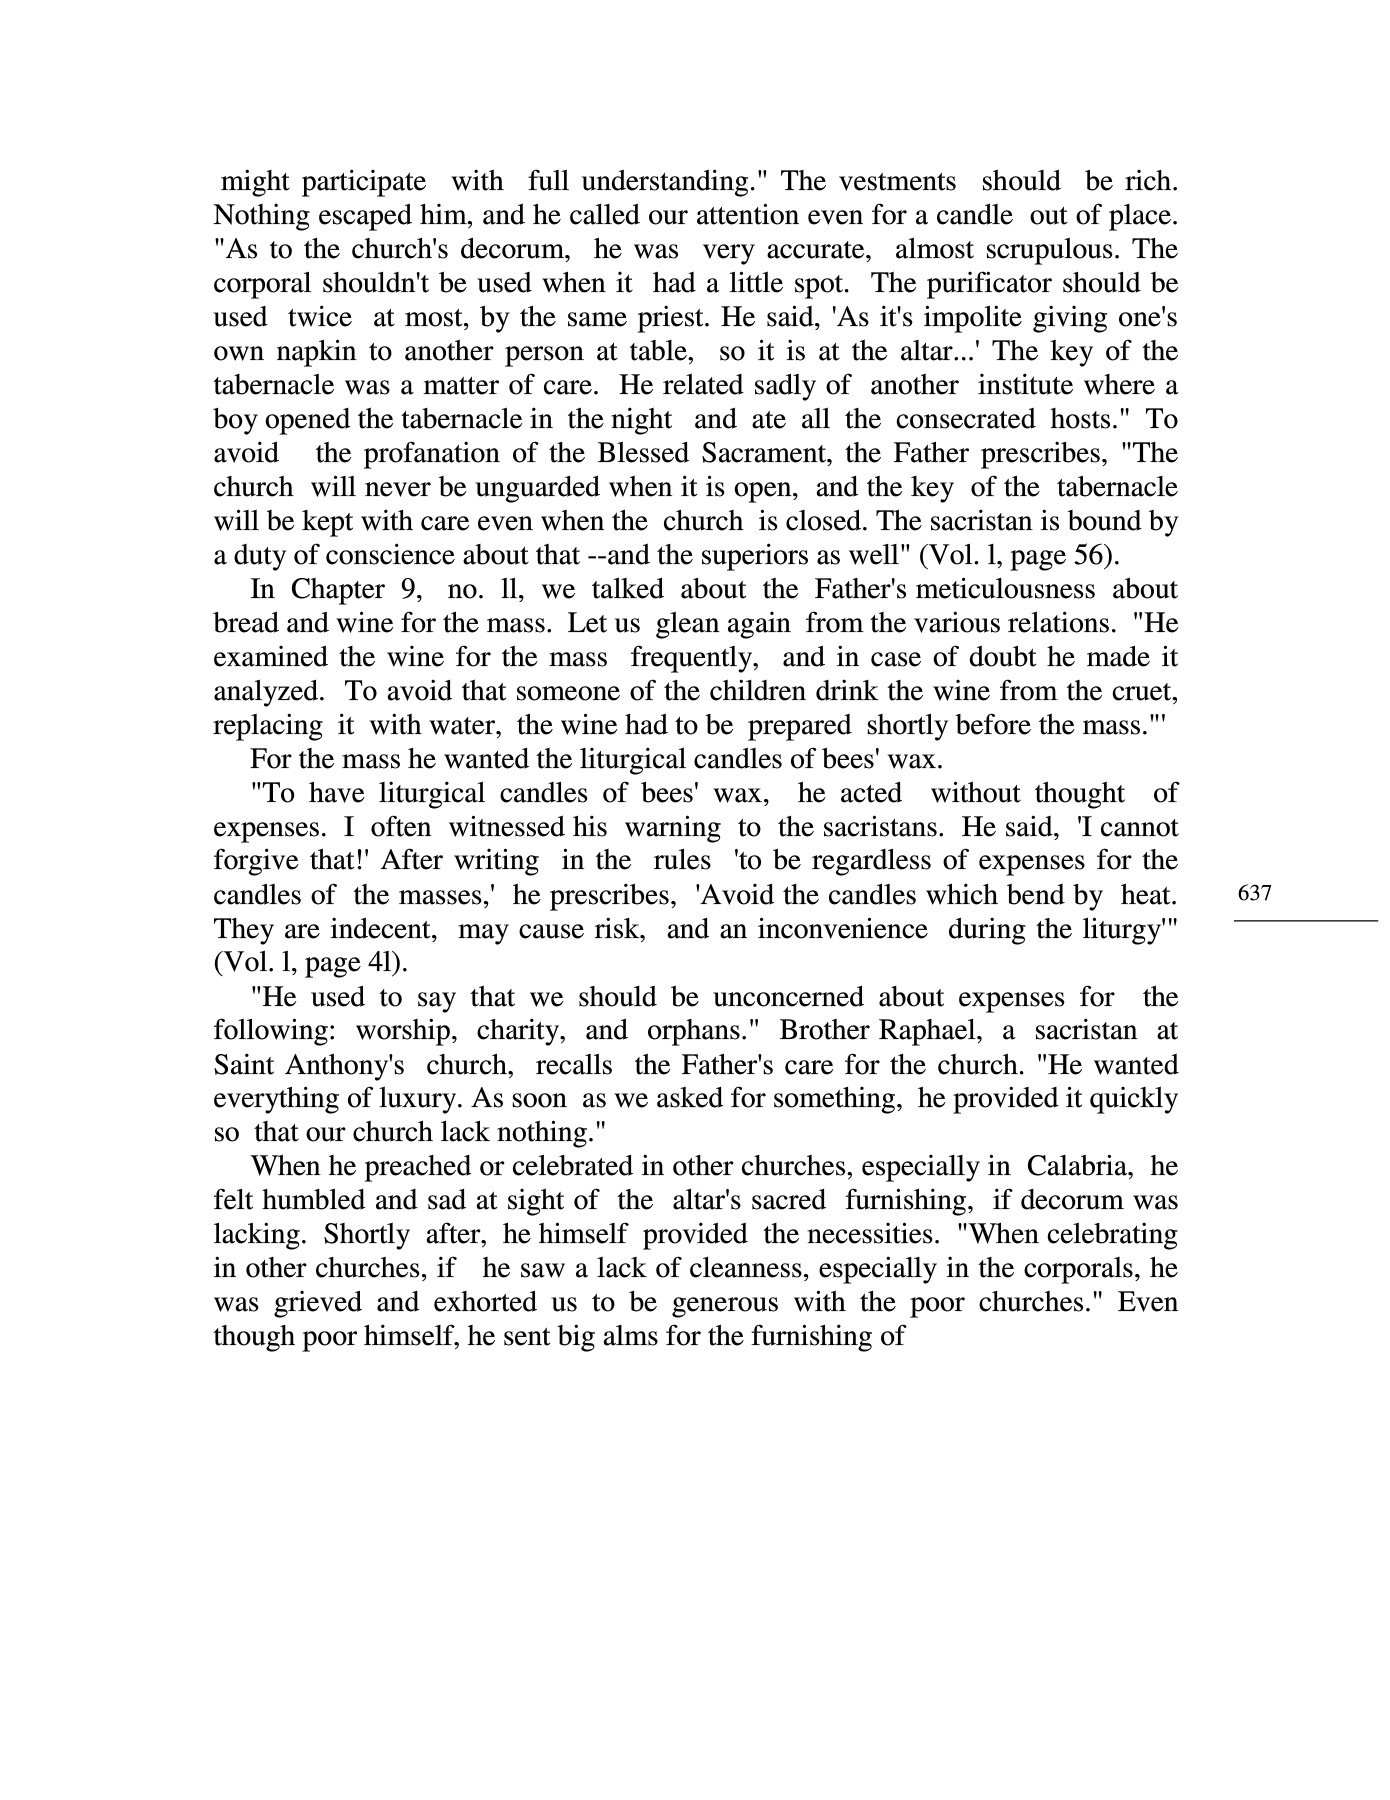 might participate with full understanding." The vestments should be rich.
Nothing escaped him, and he called our attention even for a candle out of place.
"As to the church's decorum, he was very accurate, almost scrupulous. The
corporal shouldn't be used when it had a little spot. The purificator should be
used twice at most, by the same priest. He said, 'As it's impolite giving one's
own napkin to another person at table, so it is at the altar...' The key of the
tabernacle was a matter of care. He related sadly of another institute where a
boy opened the tabernacle in the night and ate all the consecrated hosts." To
avoid the profanation of the Blessed Sacrament, the Father prescribes, "The
church will never be unguarded when it is open, and the key of the tabernacle
will be kept with care even when the church is closed. The sacristan is bound by
a duty of conscience about that --and the superiors as well" (Vol. l, page 56).
In Chapter 9, no. ll, we talked about the Father's meticulousness about
bread and wine for the mass. Let us glean again from the various relations. "He
examined the wine for the mass frequently, and in case of doubt he made it
analyzed. To avoid that someone of the children drink the wine from the cruet,
replacing it with water, the wine had to be prepared shortly before the mass."'
For the mass he wanted the liturgical candles of bees' wax.
"To have liturgical candles of bees' wax, he acted without thought of
expenses. I often witnessed his warning to the sacristans. He said, 'I cannot
forgive that!' After writing in the rules 'to be regardless of expenses for the
candles of the masses,' he prescribes, 'Avoid the candles which bend by heat.
They are indecent, may cause risk, and an inconvenience during the liturgy'"
(Vol. l, page 4l).
"He used to say that we should be unconcerned about expenses for the
following: worship, charity, and orphans." Brother Raphael, a sacristan at
Saint Anthony's church, recalls the Father's care for the church. "He wanted
everything of luxury. As soon as we asked for something, he provided it quickly
so that our church lack nothing."
When he preached or celebrated in other churches, especially in Calabria, he
felt humbled and sad at sight of the altar's sacred furnishing, if decorum was
lacking. Shortly after, he himself provided the necessities. "When celebrating
in other churches, if he saw a lack of cleanness, especially in the corporals, he
was grieved and exhorted us to be generous with the poor churches." Even
though poor himself, he sent big alms for the furnishing of
637